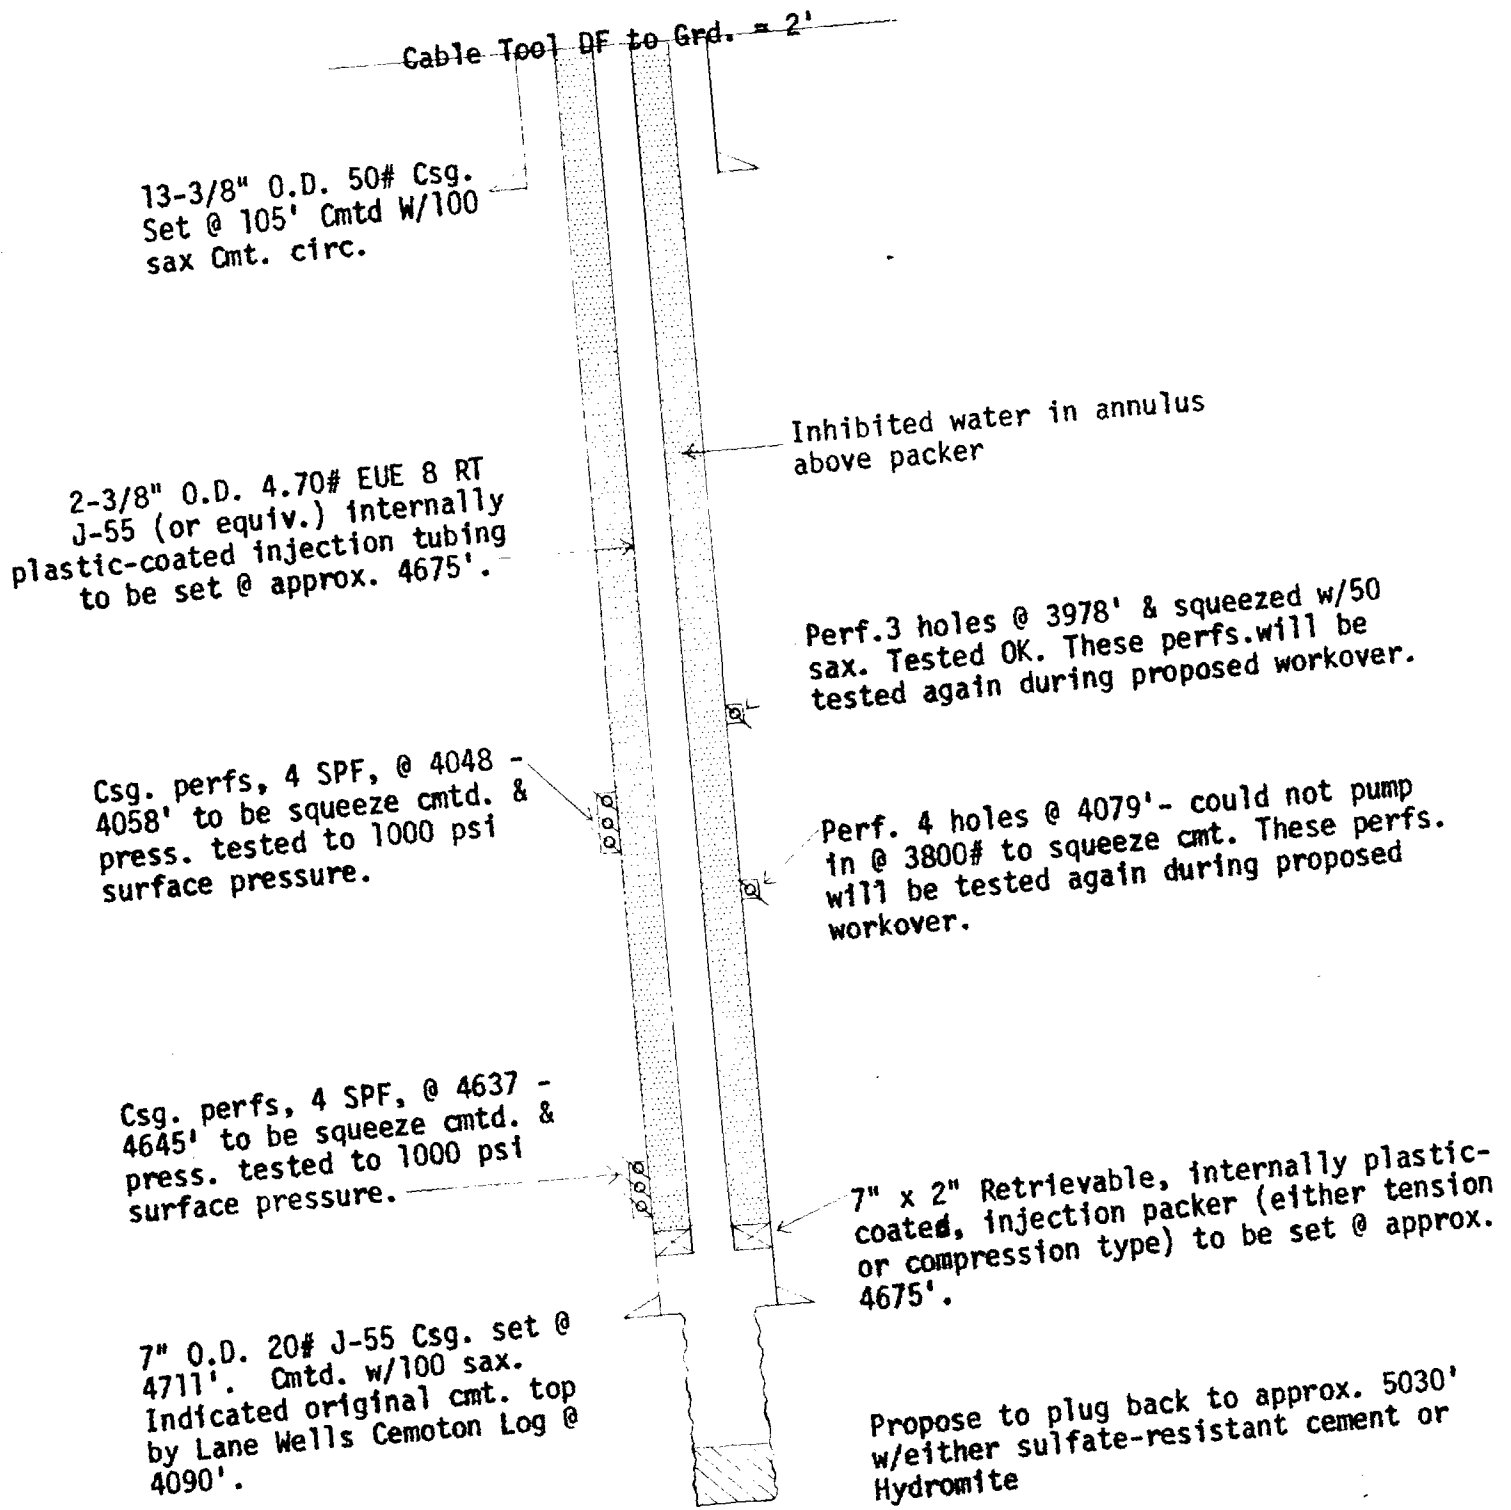 Cable Tool DF to Grd. = 2'
13-3/8" O.D. 50# Csg.
Set @ 105' Cmtd W/100
sax Cmt. circ.
Inhibited water in annulus
above packer
2-3/8" O.D. 4.70# EUE 8 RT
J-55 (or equiv.) internally
plastic-coated injection tubing
to be set @ approx. 4675'.
Perf.3 holes @ 3978' & squeezed w/50
sax. Tested OK. These perfs.will be
tested again during proposed workover.
Csg. perfs, 4 SPF, @ 4048 -
4058' to be squeeze cmtd. &
press. tested to 1000 psi
surface pressure.
Perf. 4 holes @ 4079'- could not pump
in @ 3800# to squeeze cmt. These perfs.
will be tested again during proposed
workover.
Csg. perfs, 4 SPF, @ 4637 -
4645' to be squeeze cmtd. &
press. tested to 1000 psi
surface pressure.
7" x 2" Retrievable, internally plastic-
coated, injection packer (either tension
or compression type) to be set @ approx.
4675'.
7" O.D. 20# J-55 Csg. set @
4711'. Cmtd. w/100 sax.
Indicated original cmt. top
by Lane Wells Cemoton Log @
4090'.
Propose to plug back to approx. 5030'
w/either sulfate-resistant cement or
Hydromite